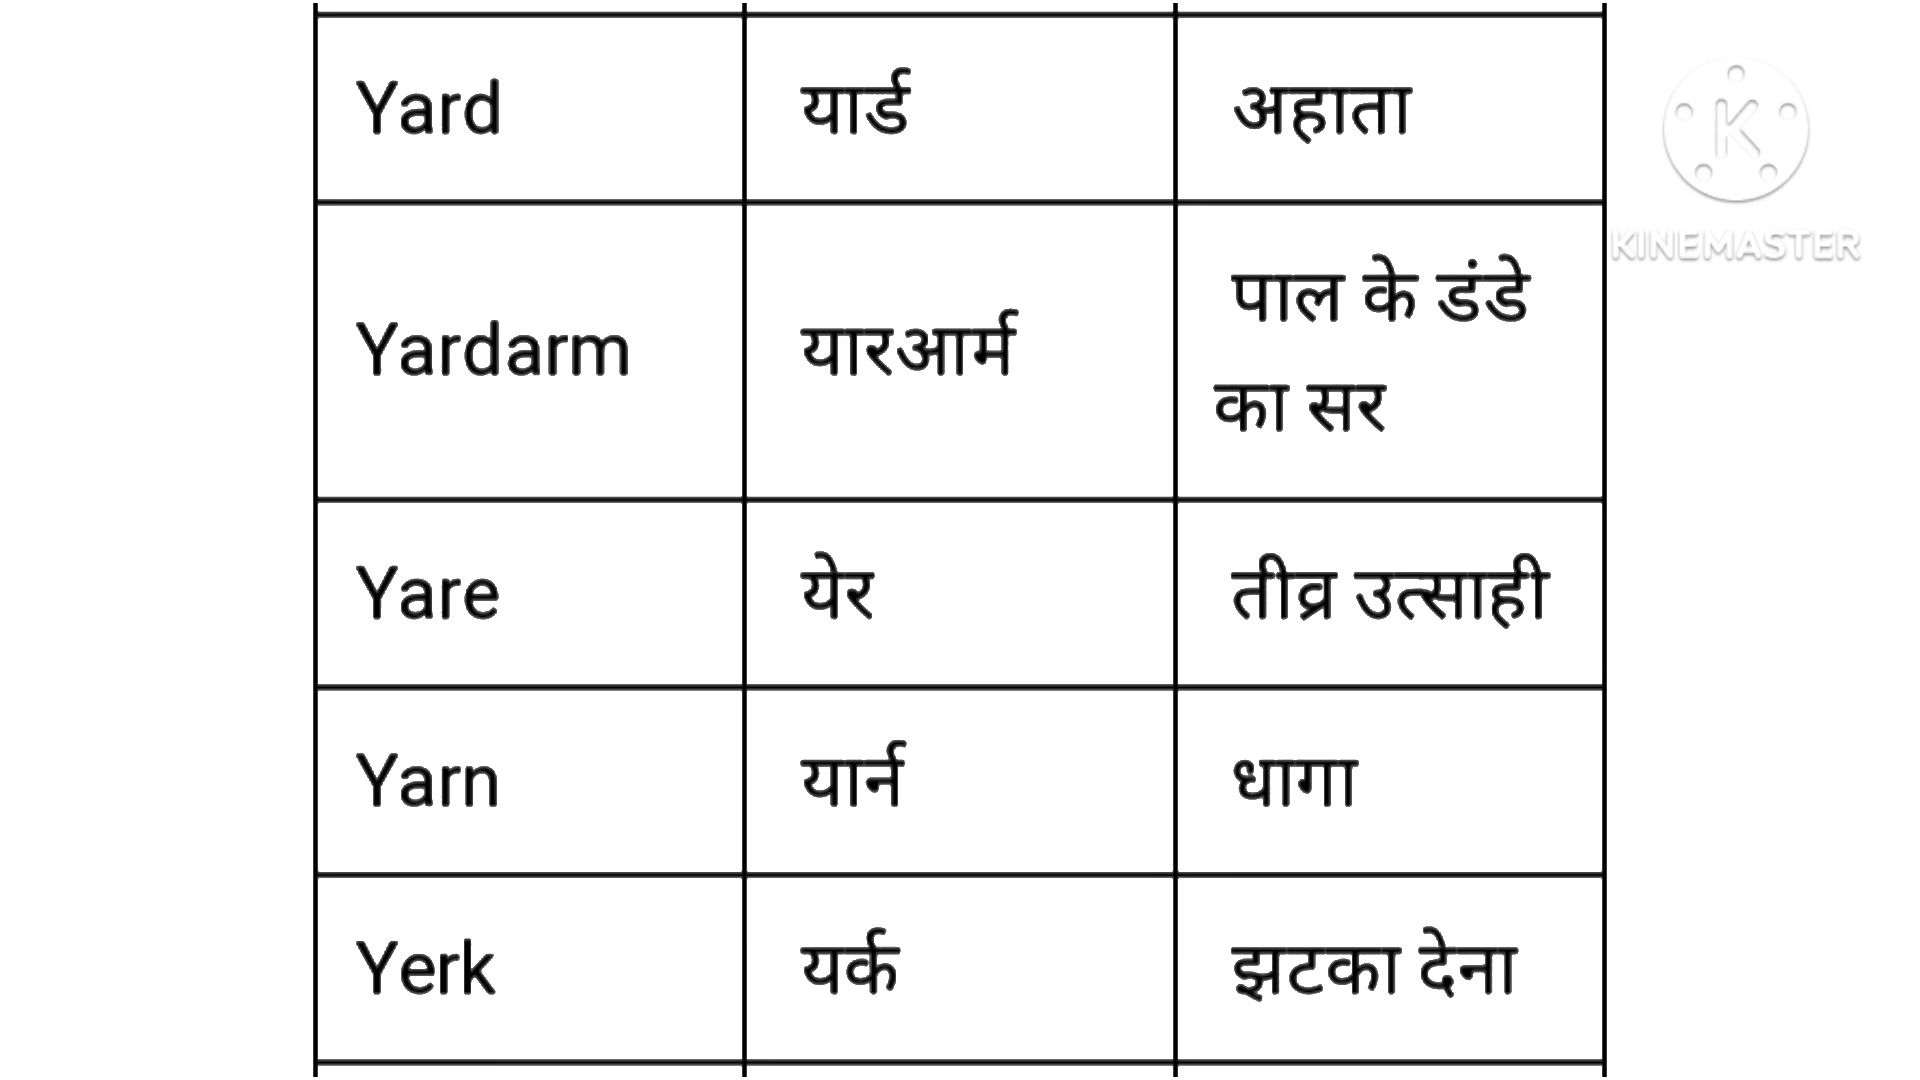 Yard यार्ड अहाता
Yardarm यारआर्म पाल के डंडे
का सर
Yare येर तीव्र उत्साही
Yarn यार्न धागा
Yerk यर्क झटका देना
K
KINEMASTER